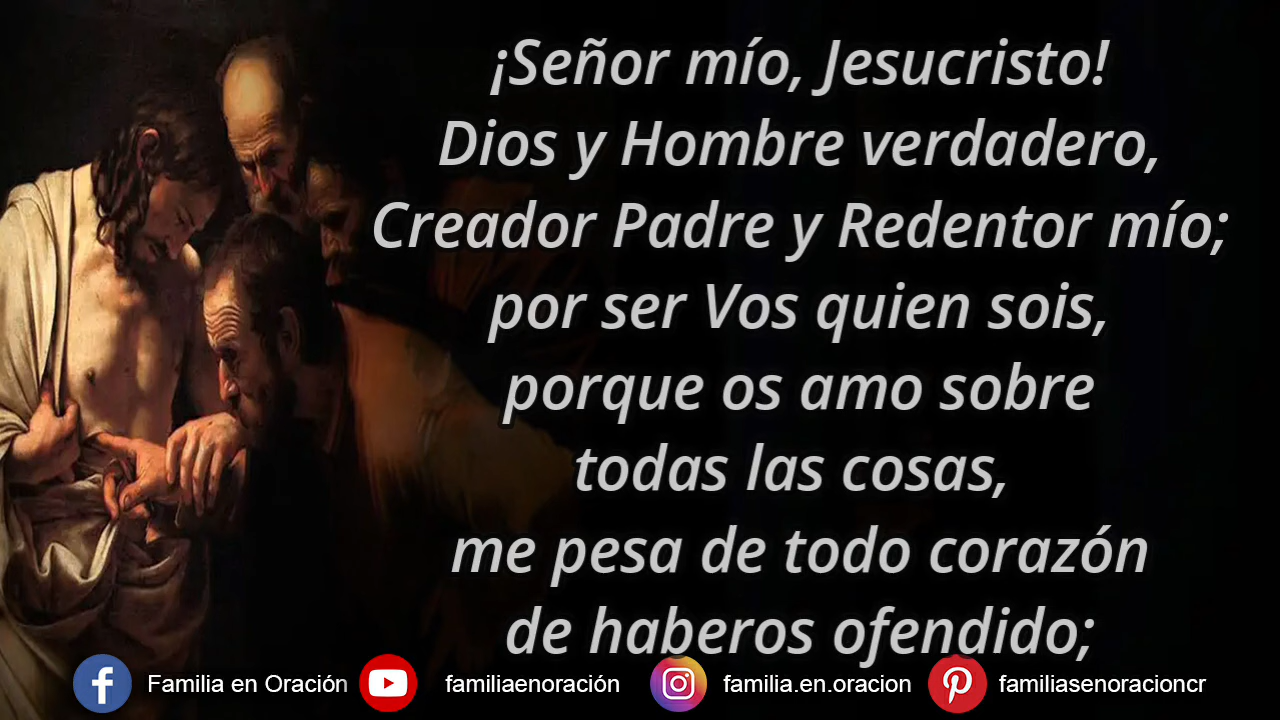 ¡Señor mío, Jesucristo!
Dios y Hombre verdadero,
Creador Padre y Redentor mío;
por ser Vos quien sois,
porque os amo sobre
todas las cosas,
me pesa de todo corazón
de haberos ofendido;
Familia en Oración familiaenoración familia.en.oracion familiasenoracioncr